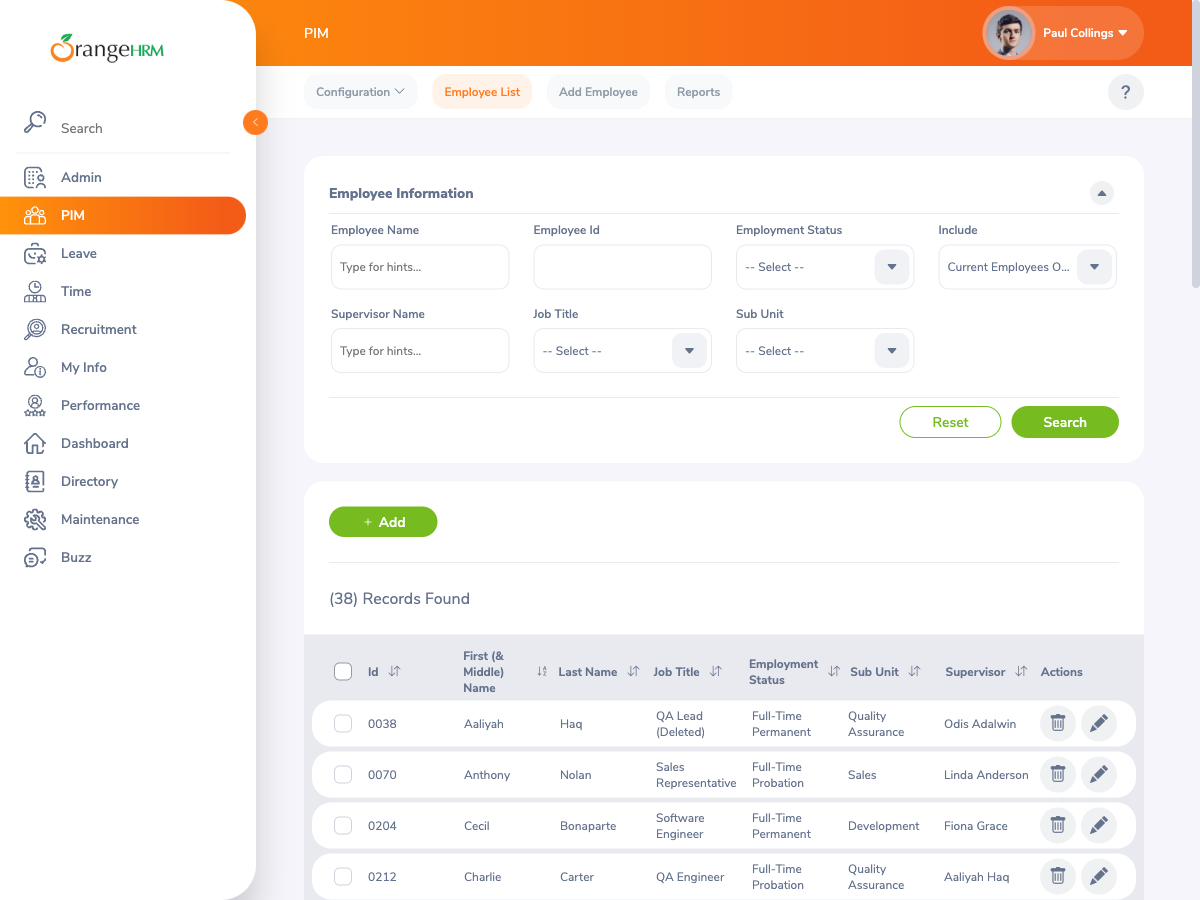 PIM
Paul Collings
OrangeHRM
Configuration
Employee List
Add Employee
Reports
?
Search
Admin
PIM
Leave
Time
Recruitment
My Info
Performance
Dashboard
Directory
Maintenance
Buzz
Employee Information
Employee Name
Employee Id
Employment Status
Include
Type for hints...
-- Select --
Current Employees O...
Supervisor Name
Job Title
Sub Unit
Type for hints...
-- Select --
-- Select --
Reset
Search
+ Add
(38) Records Found
Id
First (&
Middle)
Name
Last Name
Job Title
Employment
Status
Sub Unit
Supervisor
Actions
0038
Aaliyah
Haq
QA Lead
(Deleted)
Full-Time
Permanent
Quality
Assurance
Odis Adalwin
0070
Anthony
Nolan
Sales
Representative
Full-Time
Probation
Sales
Linda Anderson
0204
Cecil
Bonaparte
Software
Engineer
Full-Time
Permanent
Development
Fiona Grace
0212
Charlie
Carter
QA Engineer
Full-Time
Probation
Quality
Assurance
Aaliyah Haq